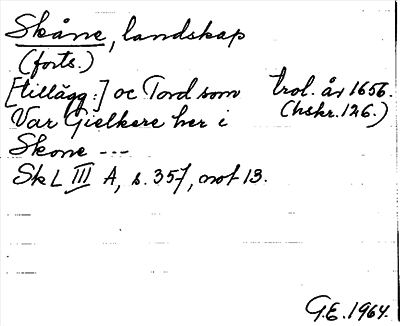 Skåne, landskap
(forts.)
[tillägg:] oc Tord som trol. år 1656.
Var Gielkere her i (hskr. 126.)
Skone ---
Sk L III A, s. 357, not 13.
G.E. 1964.